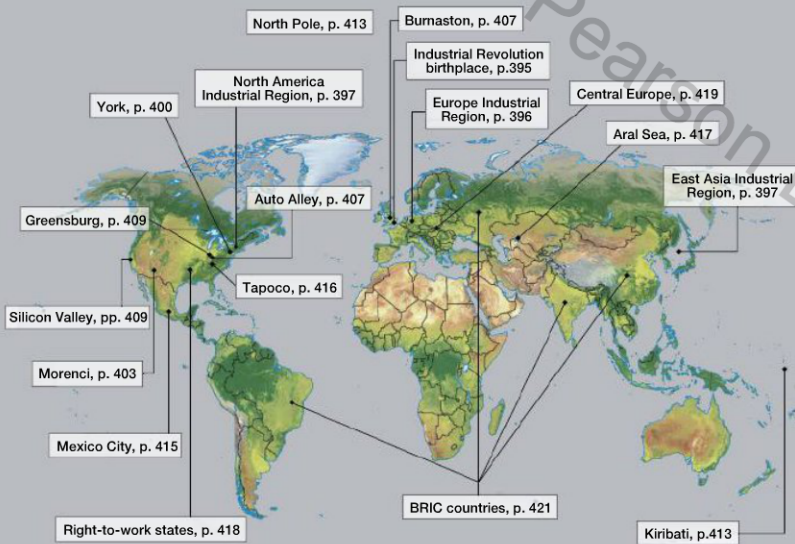 North Pole, p. 413
Burnaston, p. 407
Industrial Revolution
birthplace, p.395
North America
Industrial Region, p. 397
Central Europe, p. 419
York, p. 400
Europe Industrial
Region, p. 396
Aral Sea, p. 417
East Asia Industrial
Region, p. 397
Auto Alley, p. 407
Greensburg, p. 409
Tapoco, p. 416
Silicon Valley, pp. 409
Morenci, p. 403
Mexico City, p. 415
BRIC countries, p. 421
Right-to-work states, p. 418
Kiribati, p.413
Pearson